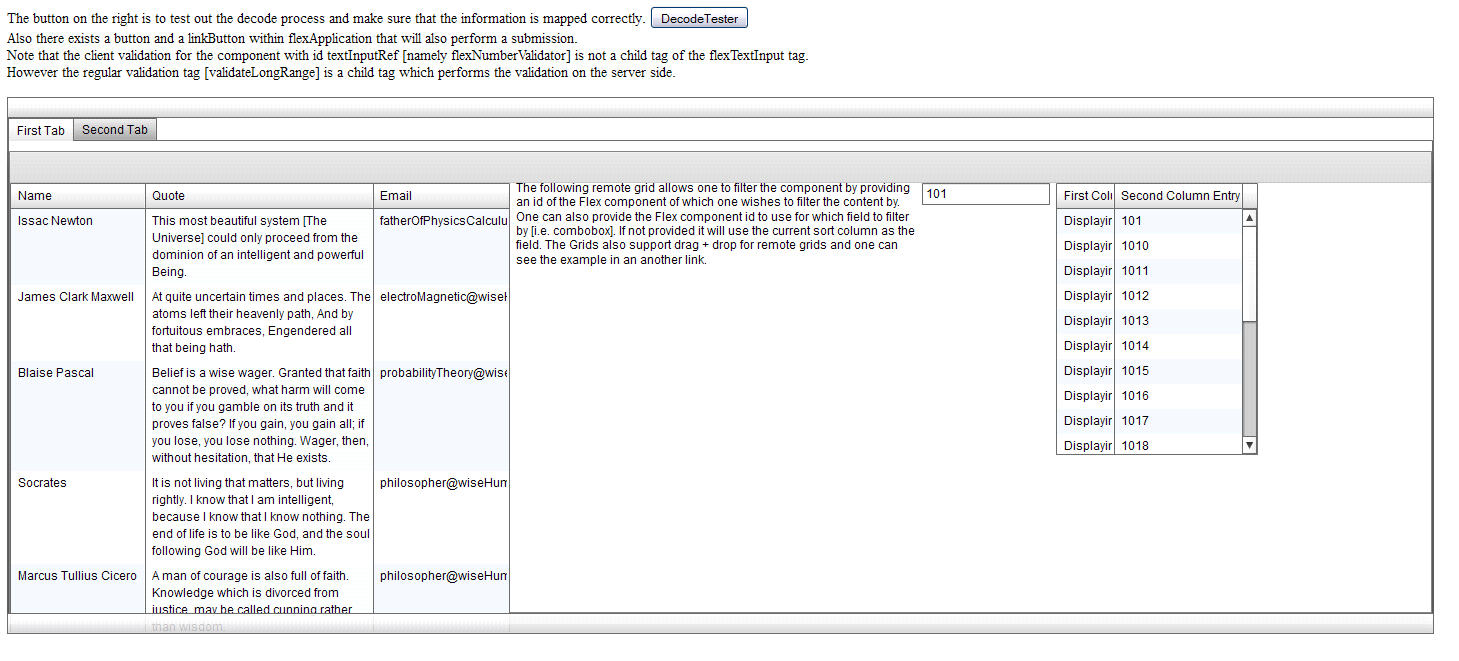 The button on the right is to test out the decode process and make sure that the information is mapped correctly. DecodeTester
Also there exists a button and a linkButton within flexApplication that will also perform a submission.
Note that the client validation for the component with id textInputRef [namely flexNumberValidator] is not a child tag of the flexTextInput tag.
However the regular validation tag [validateLongRange] is a child tag which performs the validation on the server side.
First Tab Second Tab
Name Quote Email
Issac Newton
This most beautiful system [The
Universe] could only proceed from the
dominion of an intelligent and powerful
Being.
fatherOfPhysicsCalculu
James Clark Maxwell
At quite uncertain times and places. The
atoms left their heavenly path, And by
fortuitous embraces, Engendered all
that being hath.
electroMagnetic@wiseH
Blaise Pascal
Belief is a wise wager. Granted that faith
cannot be proved, what harm will come
to you if you gamble on its truth and it
proves false? If you gain, you gain all; if
you lose, you lose nothing. Wager, then,
without hesitation, that He exists.
probabilityTheory@wise
Socrates
It is not living that matters, but living
rightly. I know that I am intelligent,
because I know that I know nothing. The
end of life is to be like God, and the soul
following God will be like Him.
philosopher@wiseHum
Marcus Tullius Cicero
A man of courage is also full of faith.
Knowledge which is divorced from
justice, may be called cunning rather
than wisdom.
philosopher@wiseHum
The following remote grid allows one to filter the component by providing
an id of the Flex component of which one wishes to filter the content by.
One can also provide the Flex component id to use for which field to filter
by [i.e. combobox]. If not provided it will use the current sort column as the
field. The Grids also support drag + drop for remote grids and one can
see the example in an another link.
101
First Colu Second Column Entry
Displayin 101
Displayin 1010
Displayin 1011
Displayin 1012
Displayin 1013
Displayin 1014
Displayin 1015
Displayin 1016
Displayin 1017
Displayin 1018